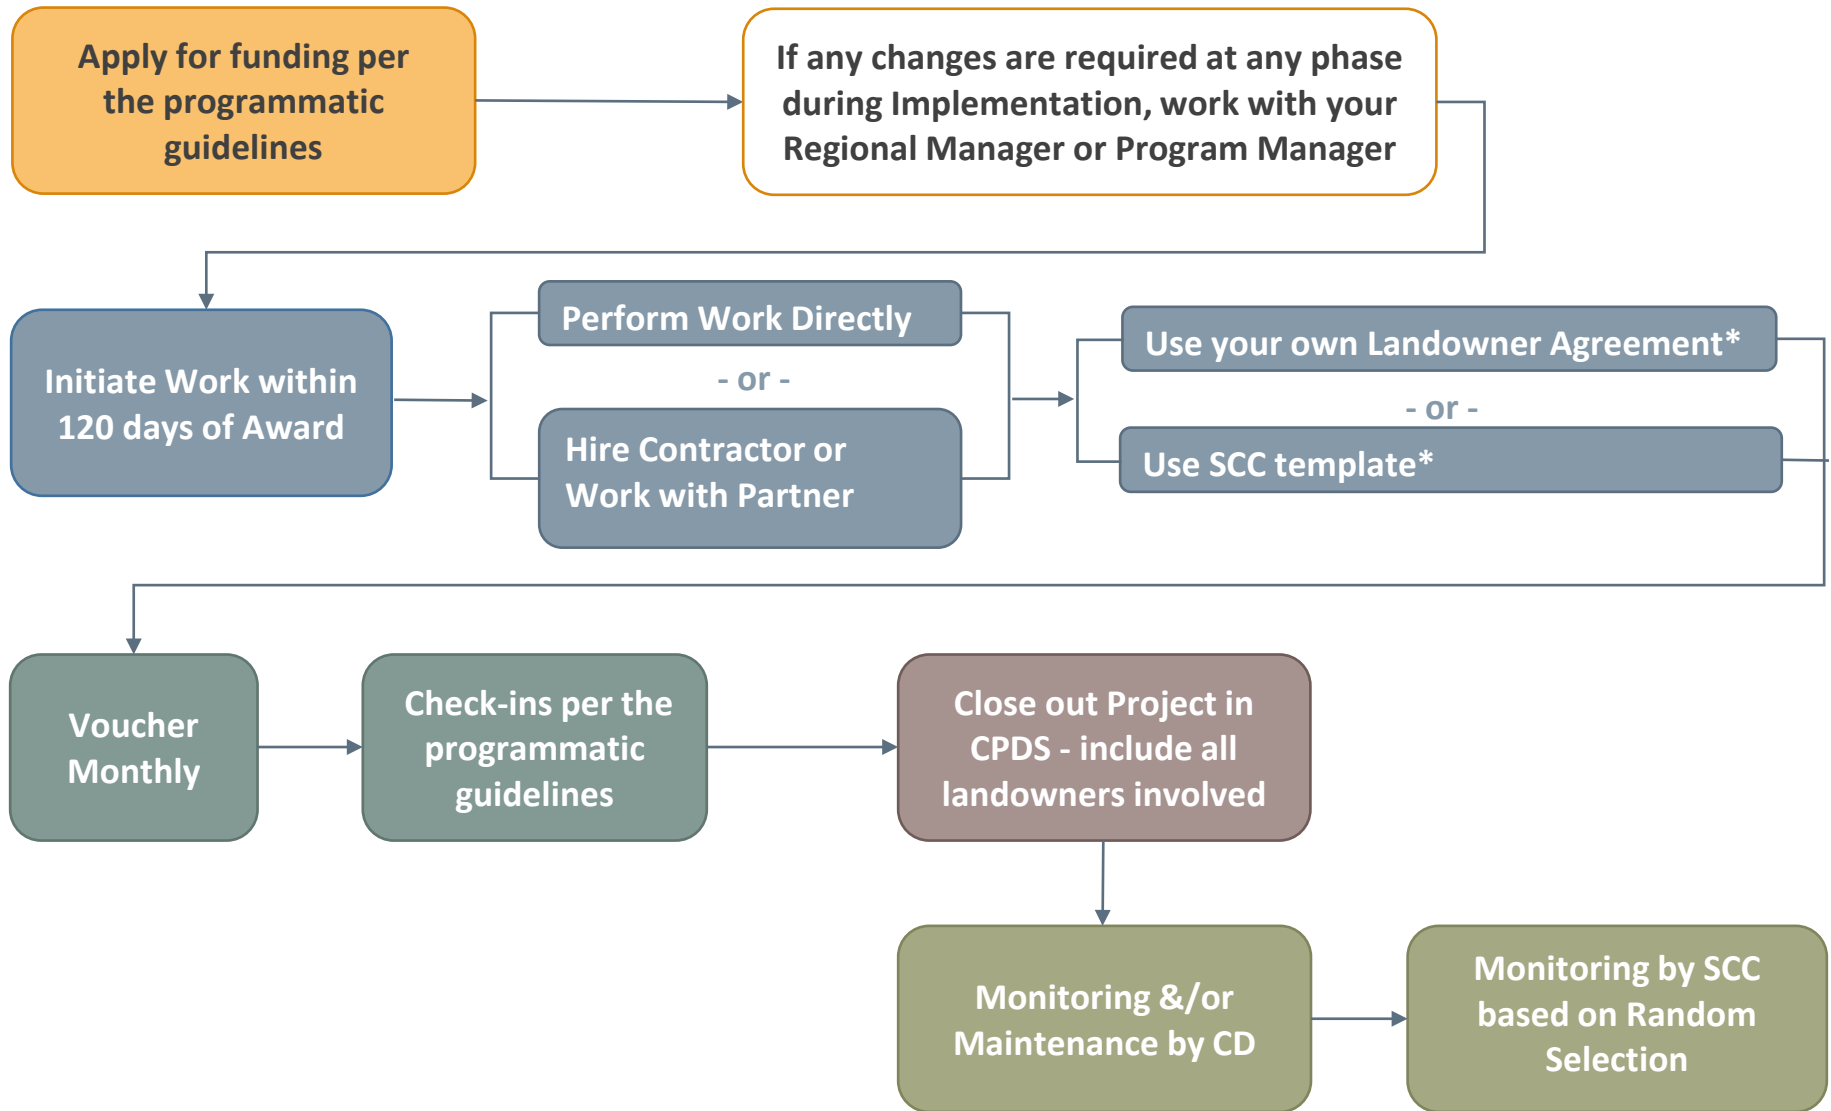 Apply for funding per
the programmatic
guidelines
If any changes are required at any phase
during Implementation, work with your
Regional Manager or Program Manager
Initiate Work within
120 days of Award
Perform Work Directly
- or -
Hire Contractor or
Work with Partner
Use your own Landowner Agreement*
- or -
Use SCC template*
Voucher
Monthly
Check-ins per the
programmatic
guidelines
Close out Project in
CPDS - include all
landowners involved
Monitoring &/or
Maintenance by CD
Monitoring by SCC
based on Random
Selection